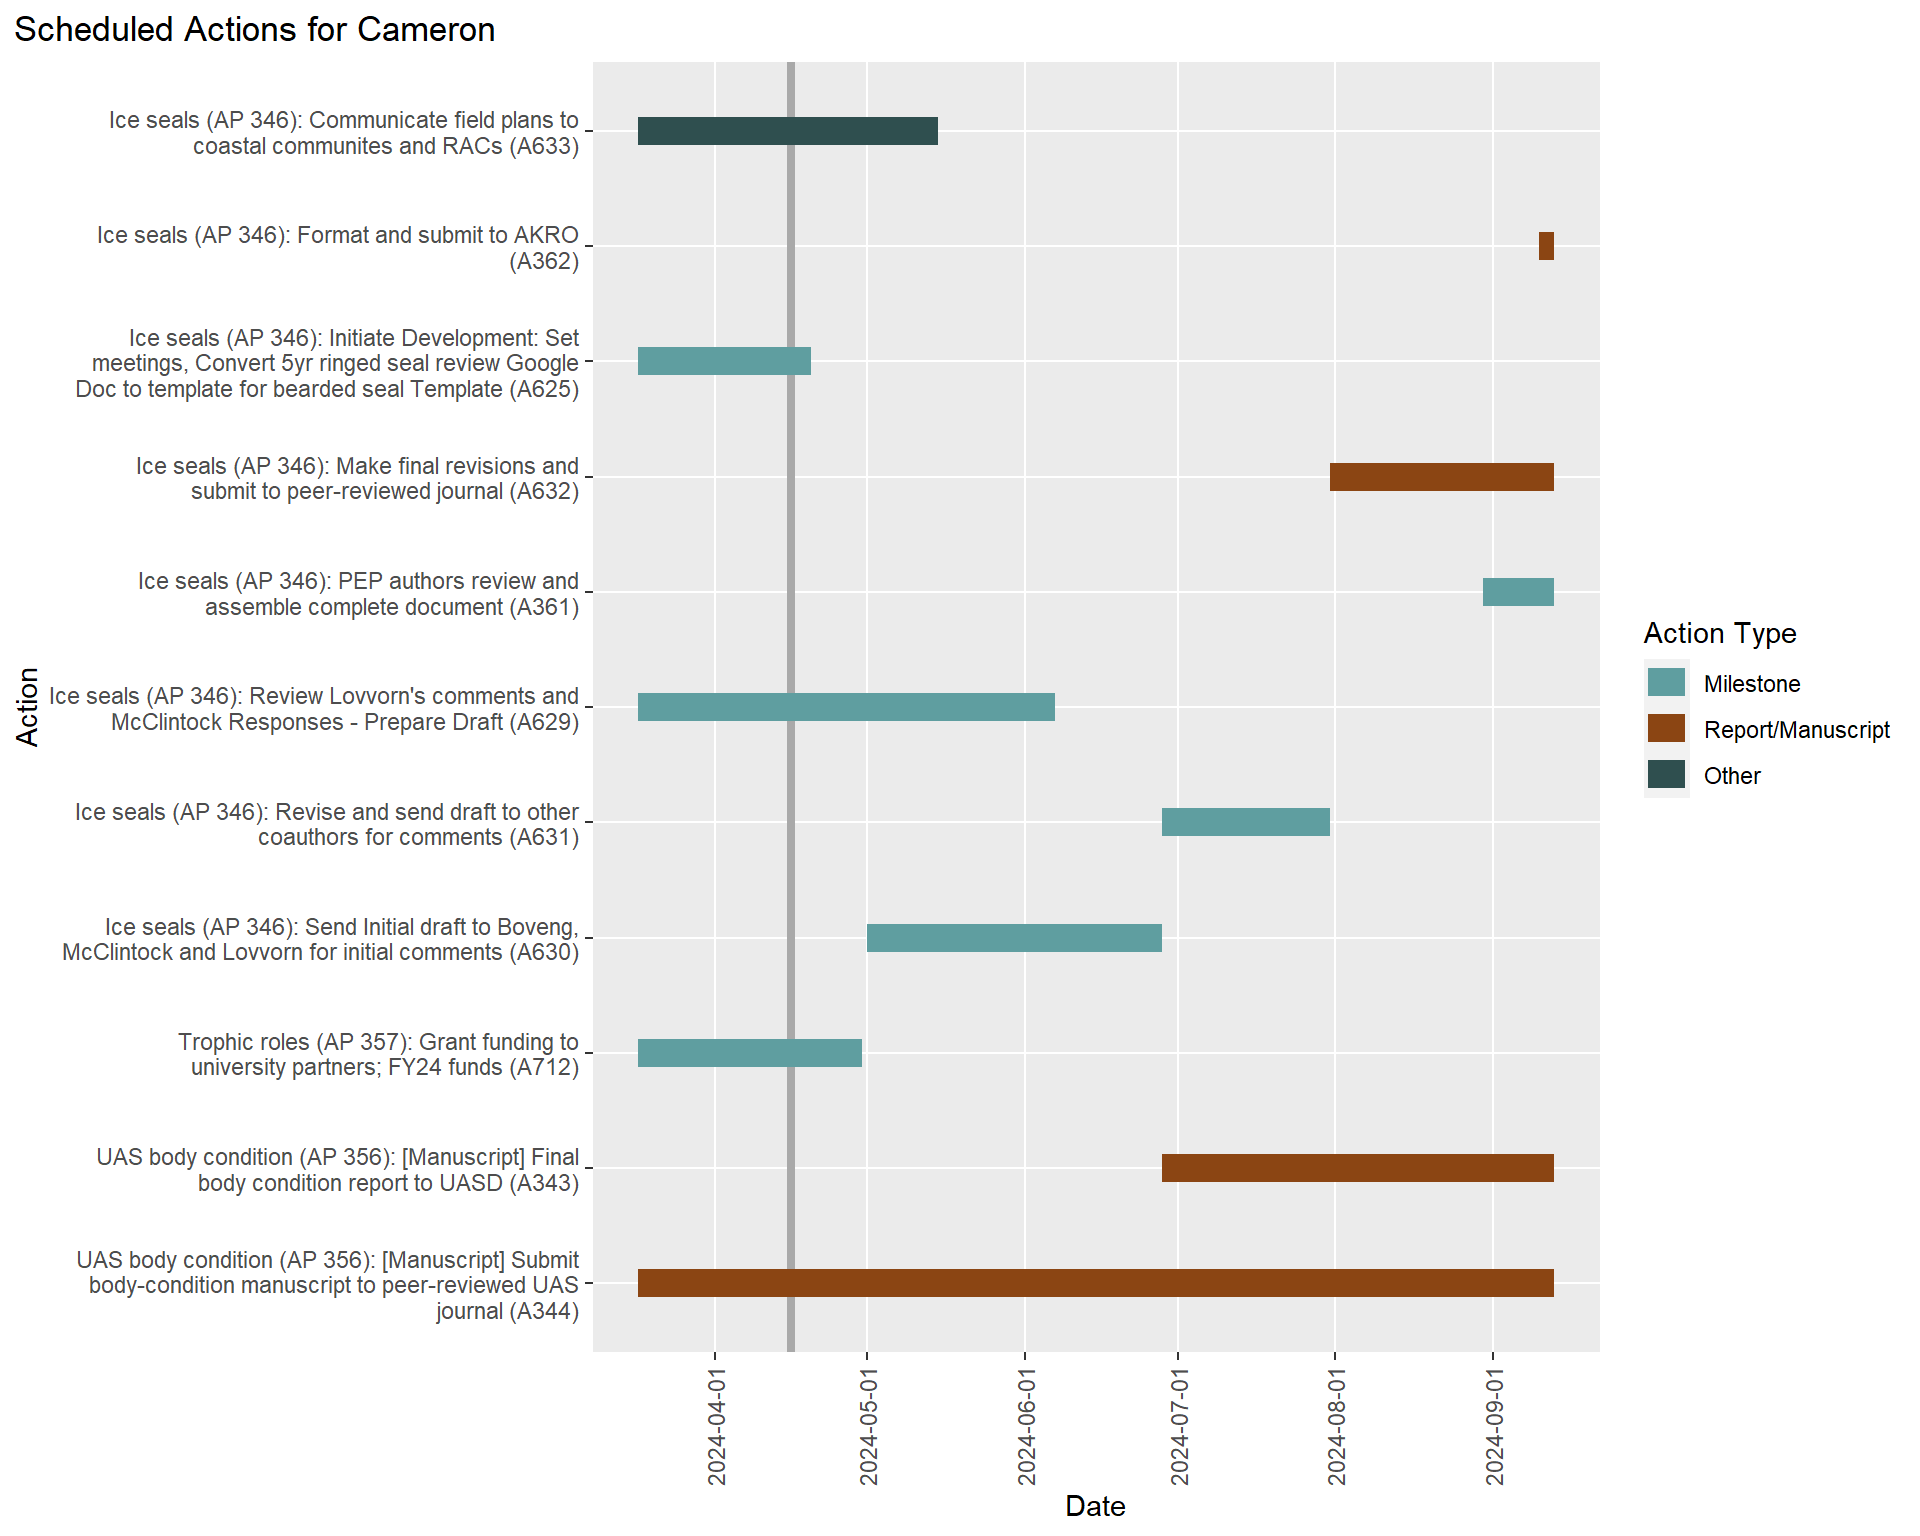 Scheduled Actions for Cameron
Ice seals (AP 346): Communicate field plans to
coastal communites and RACs (A633)
Ice seals (AP 346): Format and submit to AKRO
(A362)
Ice seals (AP 346): Initiate Development: Set
meetings, Convert 5yr ringed seal review Google
Doc to template for bearded seal Template (A625)
Ice seals (AP 346): Make final revisions and
submit to peer-reviewed journal (A632)
Ice seals (AP 346): PEP authors review and
assemble complete document (A361)
Ice seals (AP 346): Review Lovvorn's comments and
McClintock Responses - Prepare Draft (A629)
Ice seals (AP 346): Revise and send draft to other
coauthors for comments (A631)
Ice seals (AP 346): Send Initial draft to Boveng,
McClintock and Lovvorn for initial comments (A630)
Trophic roles (AP 357): Grant funding to
university partners; FY24 funds (A712)
UAS body condition (AP 356): [Manuscript] Final
body condition report to UASD (A343)
UAS body condition (AP 356): [Manuscript] Submit
body-condition manuscript to peer-reviewed UAS
journal (A344)
Action
2024-04-01
2024-05-01
2024-06-01
2024-07-01
2024-08-01
2024-09-01
Date
Action Type
Milestone
Report/Manuscript
Other